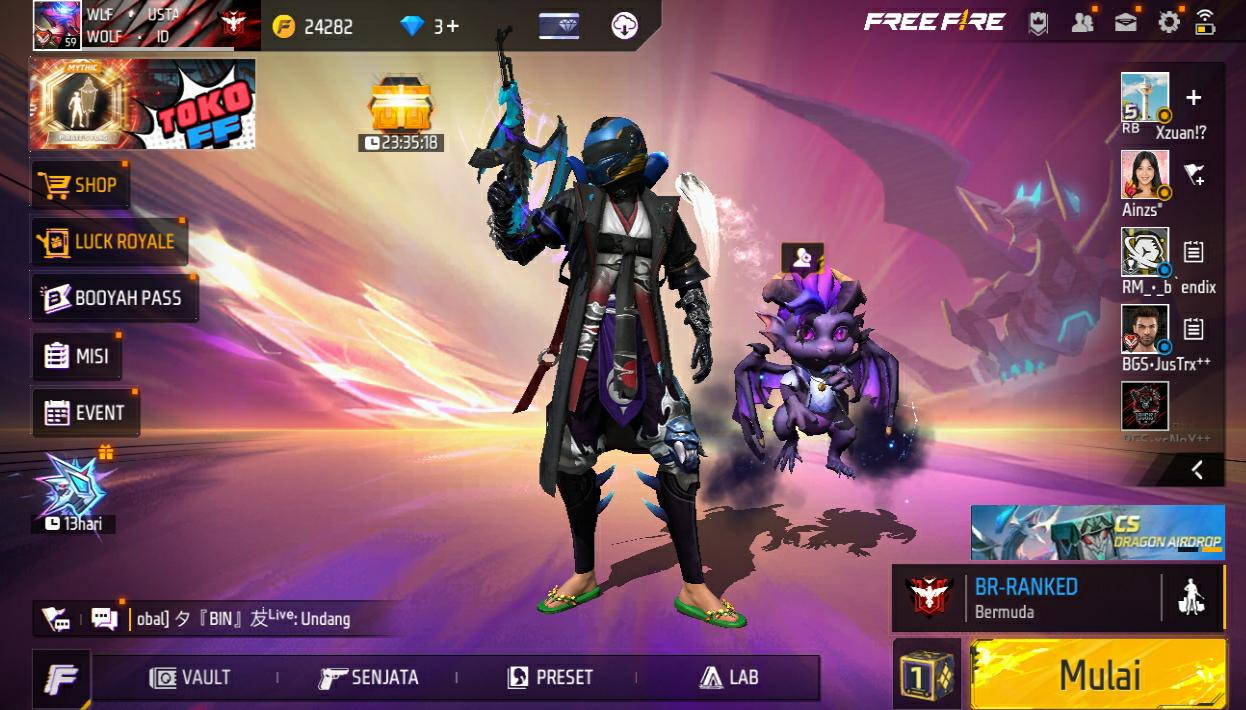 WLF • USTA
WOLF • ID
59
24282
3+
FREE FIRE
MYTHIC
TOKO
FF
23:35:18
SHOP
LUCK ROYALE
BOOYAH PASS
MISI
EVENT
13hari
5
RB Xzuan!?
Ainzs"
RM_•_b`endix
BGS•JusTrx++
CS
DRAGON AIRDROP
BR-RANKED
Bermuda
obal] 夕『BIN』友Live: Undang
VAULT
SENJATA
PRESET
LAB
1
Mulai